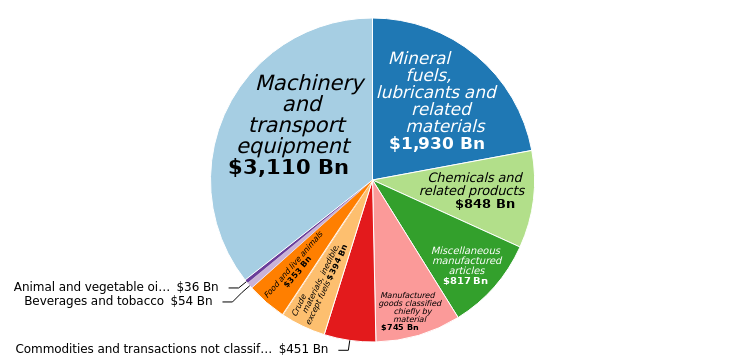 Machinery
and
transport
equipment
$3,110 Bn
Mineral
fuels,
lubricants and
related
materials
$1,930 Bn
Chemicals and
related products
$848 Bn
Miscellaneous
manufactured
articles
$817 Bn
Manufactured
goods classified
chiefly by
material
$745 Bn
Crude
materials, inedible,
except fuels $394 Bn
Food and live animals
$353 Bn
Animal and vegetable oi... $36 Bn
Beverages and tobacco $54 Bn
Commodities and transactions not classif... $451 Bn